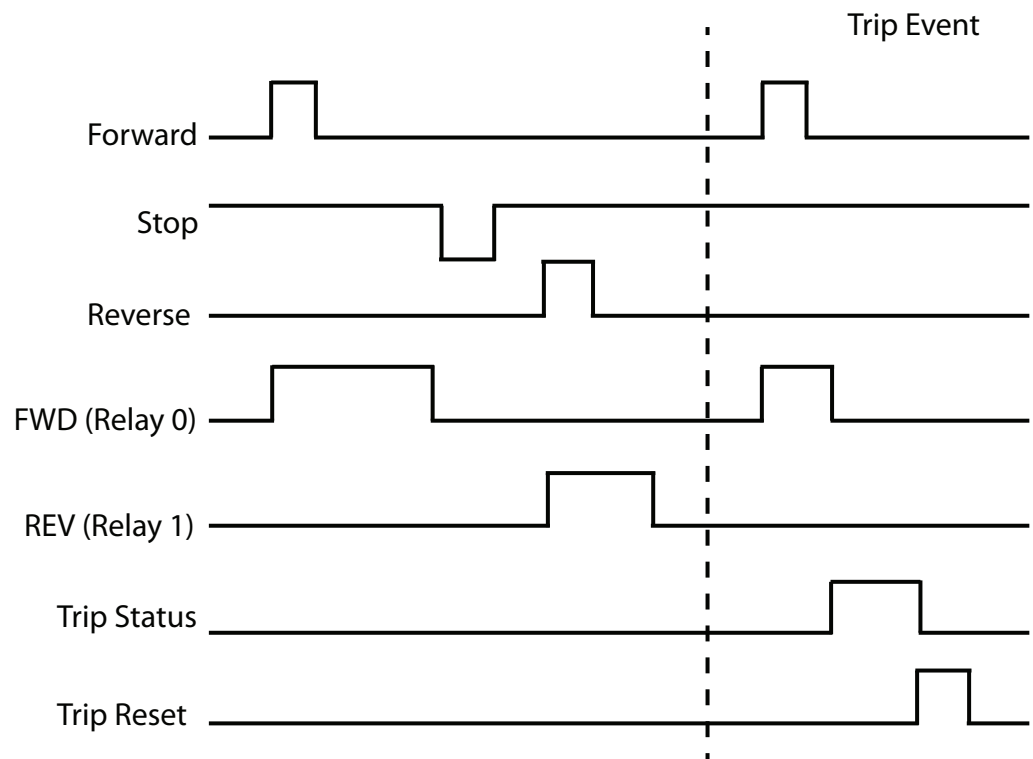 Trip Event
Forward
Stop
Reverse
FWD (Relay 0)
REV (Relay 1)
Trip Status
Trip Reset